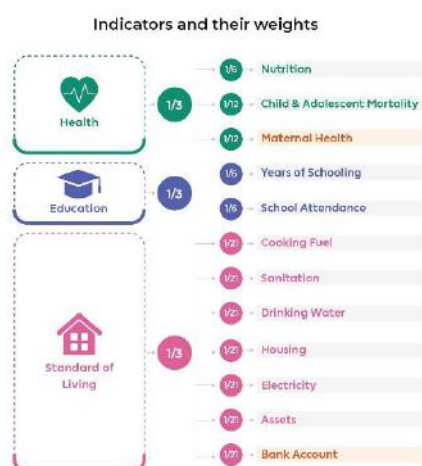 Indicators and their weights
Health
1/3
1/6 Nutrition
1/12 Child & Adolescent Mortality
1/12 Maternal Health
Education
1/3
1/6 Years of Schooling
1/6 School Attendance
Standard of
Living
1/3
1/21 Cooking Fuel
1/21 Sanitation
1/21 Drinking Water
1/21 Housing
1/21 Electricity
1/21 Assets
1/21 Bank Account